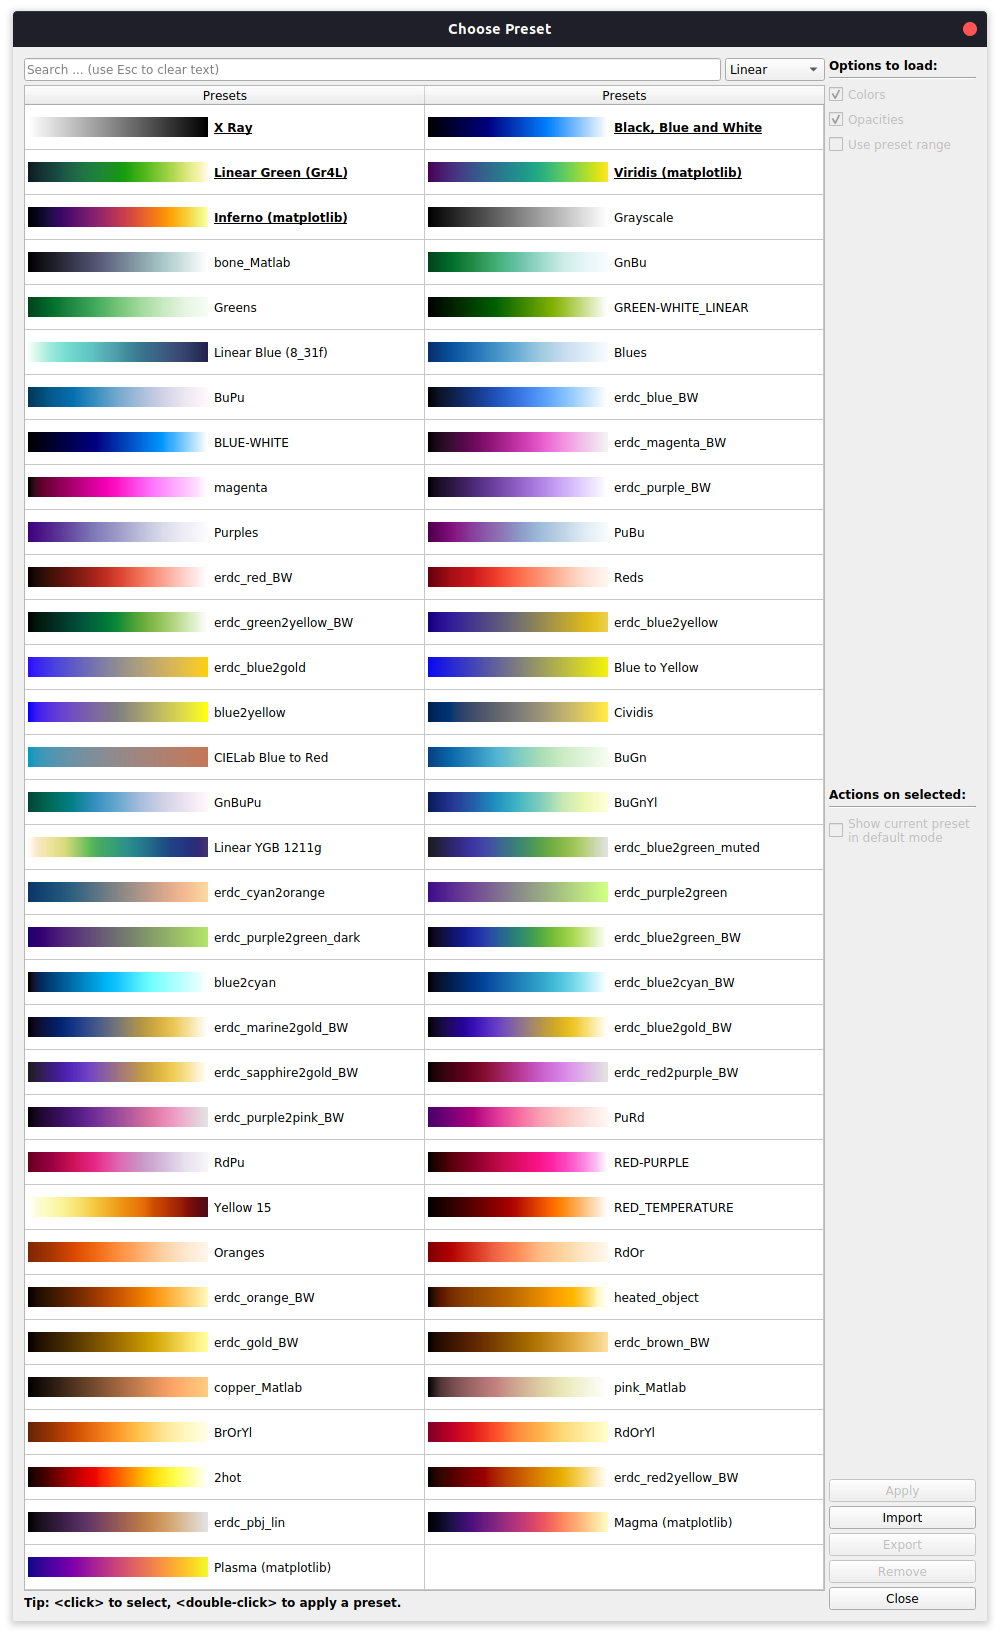 Choose Preset
Search ... (use Esc to clear text)
Linear
Options to load:
Presets
Presets
Colors
Opacities
Use preset range
X Ray
Black, Blue and White
Linear Green (Gr4L)
Viridis (matplotlib)
Inferno (matplotlib)
Grayscale
bone_Matlab
GnBu
Greens
GREEN-WHITE_LINEAR
Linear Blue (8_31f)
Blues
BuPu
erdc_blue_BW
BLUE-WHITE
erdc_magenta_BW
magenta
erdc_purple_BW
Purples
PuBu
erdc_red_BW
Reds
erdc_green2yellow_BW
erdc_blue2yellow
erdc_blue2gold
Blue to Yellow
blue2yellow
Cividis
CIELab Blue to Red
BuGn
GnBuPu
BuGnYl
Actions on selected:
Show current preset
in default mode
Linear YGB 1211g
erdc_blue2green_muted
erdc_cyan2orange
erdc_purple2green
erdc_purple2green_dark
erdc_blue2green_BW
blue2cyan
erdc_blue2cyan_BW
erdc_marine2gold_BW
erdc_blue2gold_BW
erdc_sapphire2gold_BW
erdc_red2purple_BW
erdc_purple2pink_BW
PuRd
RdPu
RED-PURPLE
Yellow 15
RED_TEMPERATURE
Oranges
RdOr
erdc_orange_BW
heated_object
erdc_gold_BW
erdc_brown_BW
copper_Matlab
pink_Matlab
BrOrYl
RdOrYl
2hot
erdc_red2yellow_BW
erdc_pbj_lin
Magma (matplotlib)
Plasma (matplotlib)
Apply
Import
Export
Remove
Close
Tip: <click> to select, <double-click> to apply a preset.